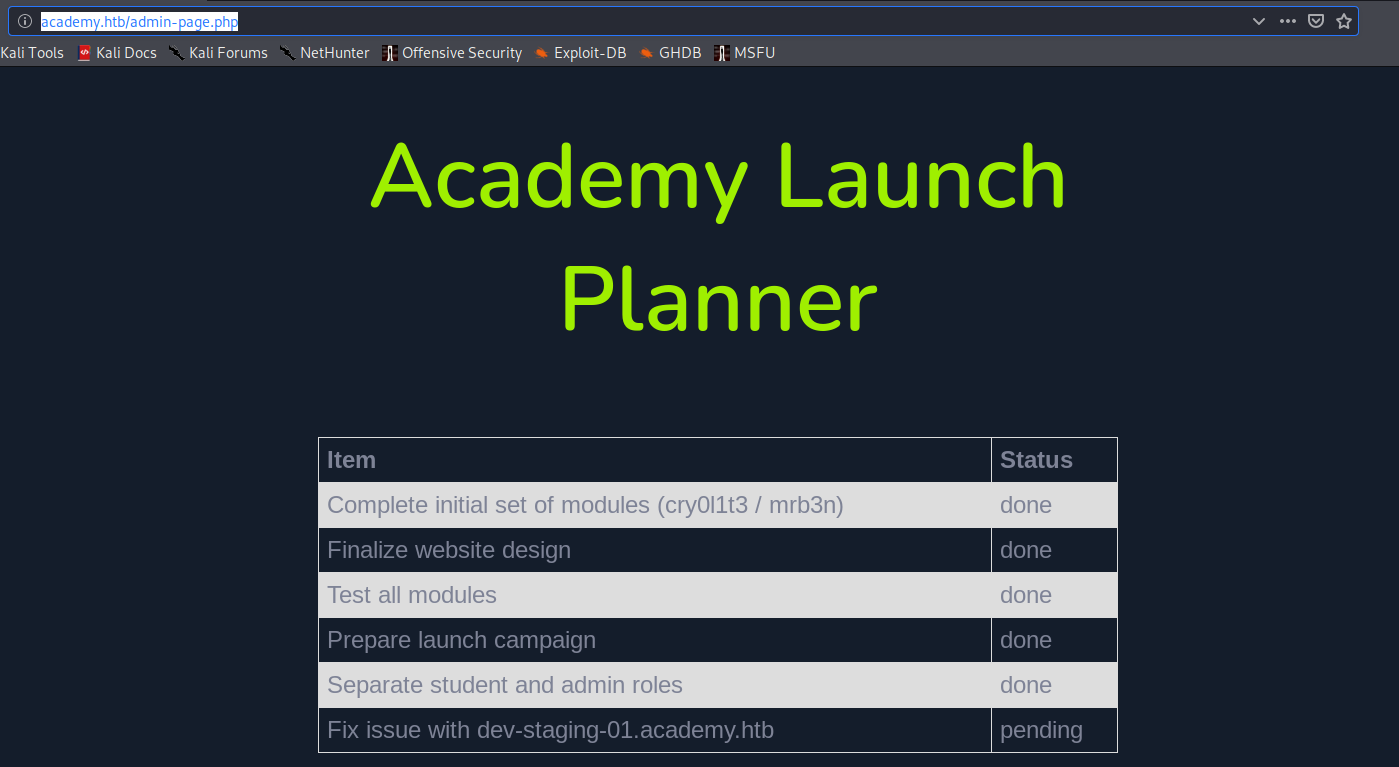 academy.htb/admin-page.php
Kali Tools Kali Docs Kali Forums NetHunter Offensive Security Exploit-DB GHDB MSFU
Academy Launch
Planner
Item Status
Complete initial set of modules (cry0l1t3 / mrb3n) done
Finalize website design done
Test all modules done
Prepare launch campaign done
Separate student and admin roles done
Fix issue with dev-staging-01.academy.htb pending